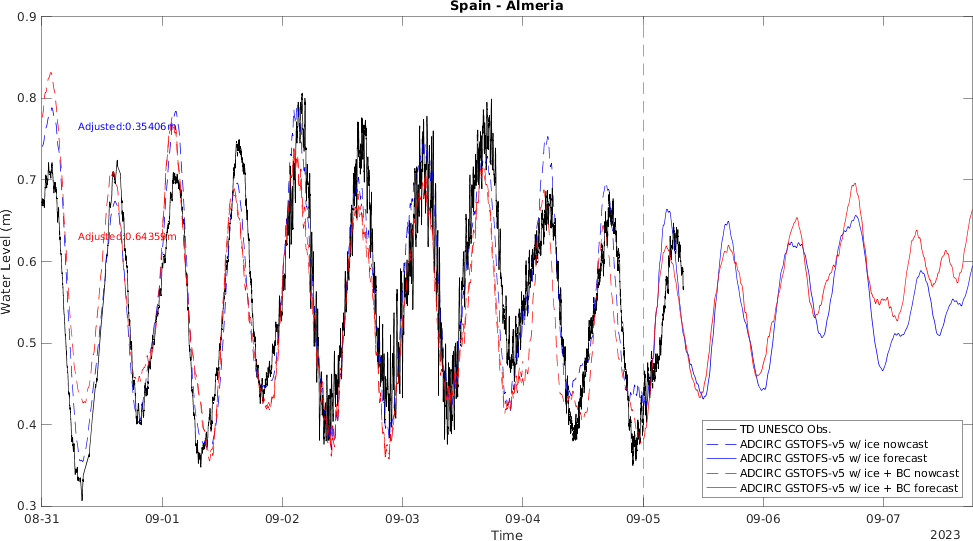 Spain - Almeria
0.9
0.8
0.7
0.6
0.5
0.4
0.3
Water Level (m)
Adjusted:0.35406m
Adjusted:0.64359m
TD UNESCO Obs.
ADCIRC GSTOFS-v5 w/ ice nowcast
ADCIRC GSTOFS-v5 w/ ice forecast
ADCIRC GSTOFS-v5 w/ ice + BC nowcast
ADCIRC GSTOFS-v5 w/ ice + BC forecast
08-31 09-01 09-02 09-03 09-04 09-05 09-06 09-07
Time
2023